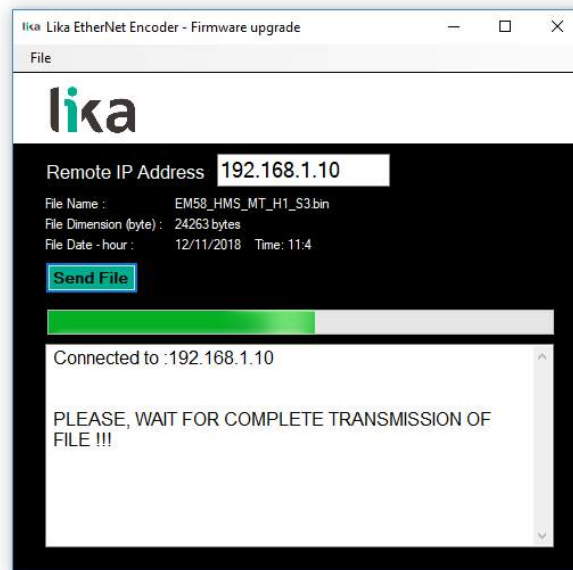 lika Lika EtherNet Encoder - Firmware upgrade
File
lika
Remote IP Address 192.168.1.10
File Name : EM58_HMS_MT_H1_S3.bin
File Dimension (byte) : 24263 bytes
File Date - hour : 12/11/2018 Time: 11:4
Send File
Connected to :192.168.1.10
PLEASE, WAIT FOR COMPLETE TRANSMISSION OF
FILE !!!